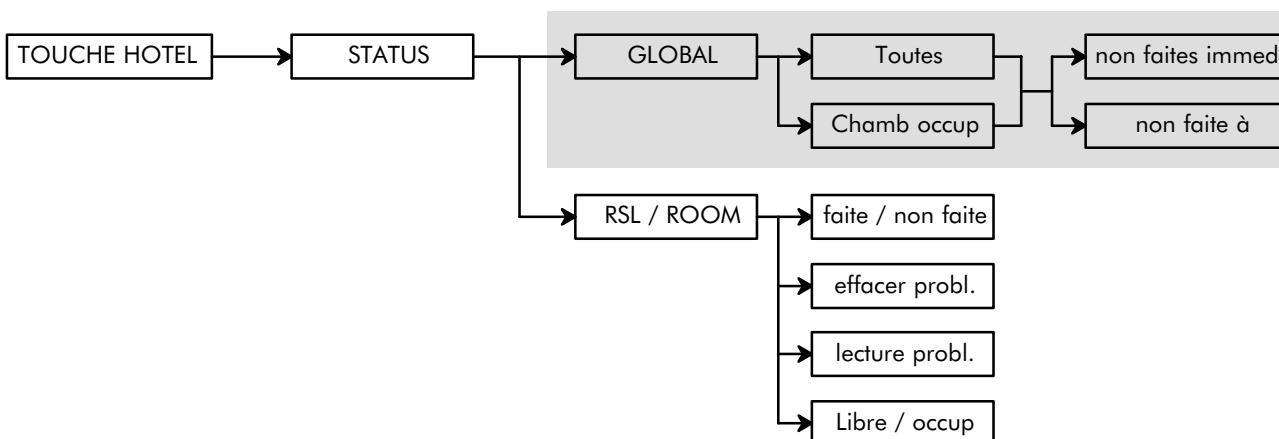 TOUCHE HOTEL
STATUS
GLOBAL
Toutes
non faites immed
Chamb occup
non faite à
RSL / ROOM
faite / non faite
effacer probl.
lecture probl.
Libre / occup